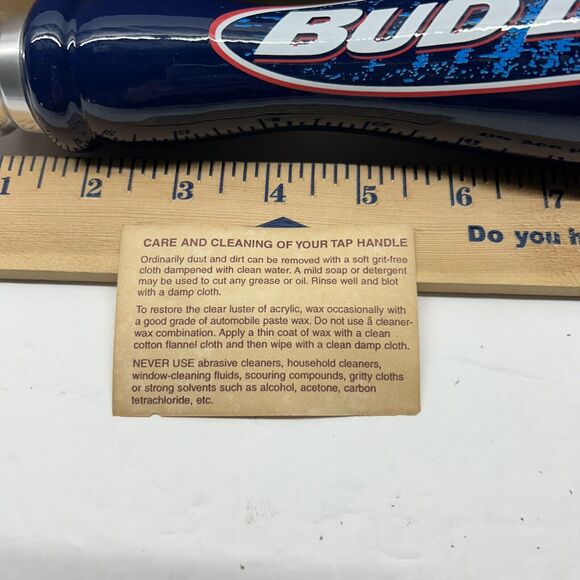 BUD
1 2 3 4 5 6 7
Do you h
CARE AND CLEANING OF YOUR TAP HANDLE
Ordinarily dust and dirt can be removed with a soft grit-free
cloth dampened with clean water. A mild soap or detergent
may be used to cut any grease or oil. Rinse well and blot
with a damp cloth.
To restore the clear luster of acrylic, wax occasionally with
a good grade of automobile paste wax. Do not use â cleaner-
wax combination. Apply a thin coat of wax with a clean
cotton flannel cloth and then wipe with a clean damp cloth.
NEVER USE abrasive cleaners, household cleaners,
window-cleaning fluids, scouring compounds, gritty cloths
or strong solvents such as alcohol, acetone, carbon
tetrachloride, etc.